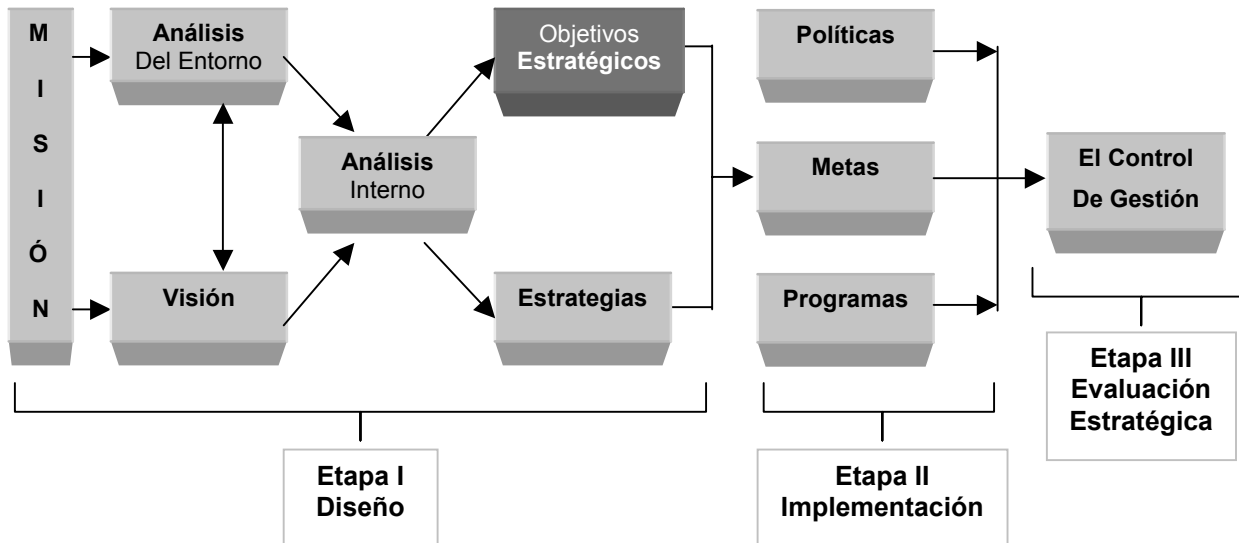 MISIÓN
Análisis
Del Entorno
Visión
Análisis
Interno
Objetivos
Estratégicos
Estrategias
Políticas
Metas
Programas
El Control
De Gestión
Etapa I
Diseño
Etapa II
Implementación
Etapa III
Evaluación
Estratégica